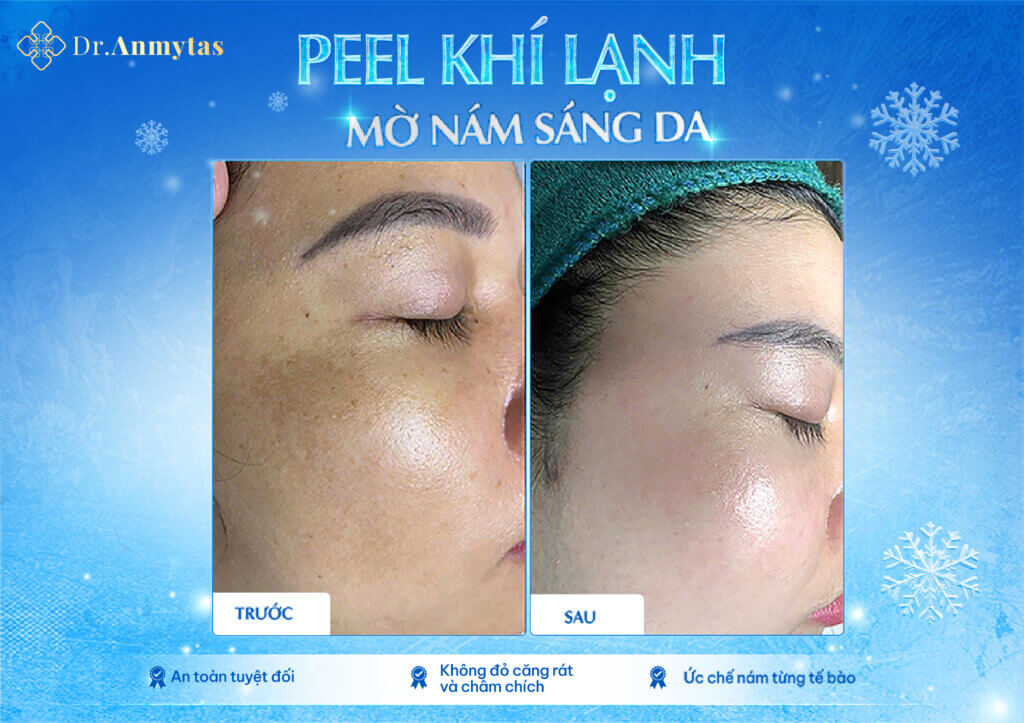 Dr.Anmytas
PEEL KHÍ LẠNH
MỜ NÁM SÁNG DA
TRƯỚC
SAU
An toàn tuyệt đối
Không đỏ căng rát
và châm chích
Ức chế nám từng tế bào